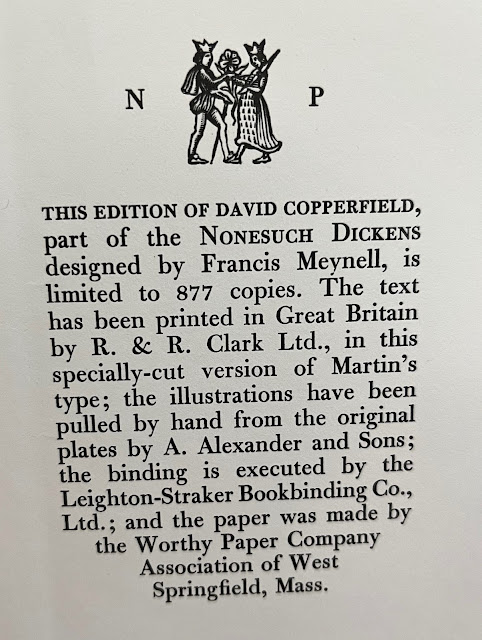 N P
THIS EDITION OF DAVID COPPERFIELD,
part of the NONESUCH DICKENS
designed by Francis Meynell, is
limited to 877 copies. The text
has been printed in Great Britain
by R. & R. Clark Ltd., in this
specially-cut version of Martin's
type; the illustrations have been
pulled by hand from the original
plates by A. Alexander and Sons;
the binding is executed by the
Leighton-Straker Bookbinding Co.,
Ltd.; and the paper was made by
the Worthy Paper Company
Association of West
Springfield, Mass.